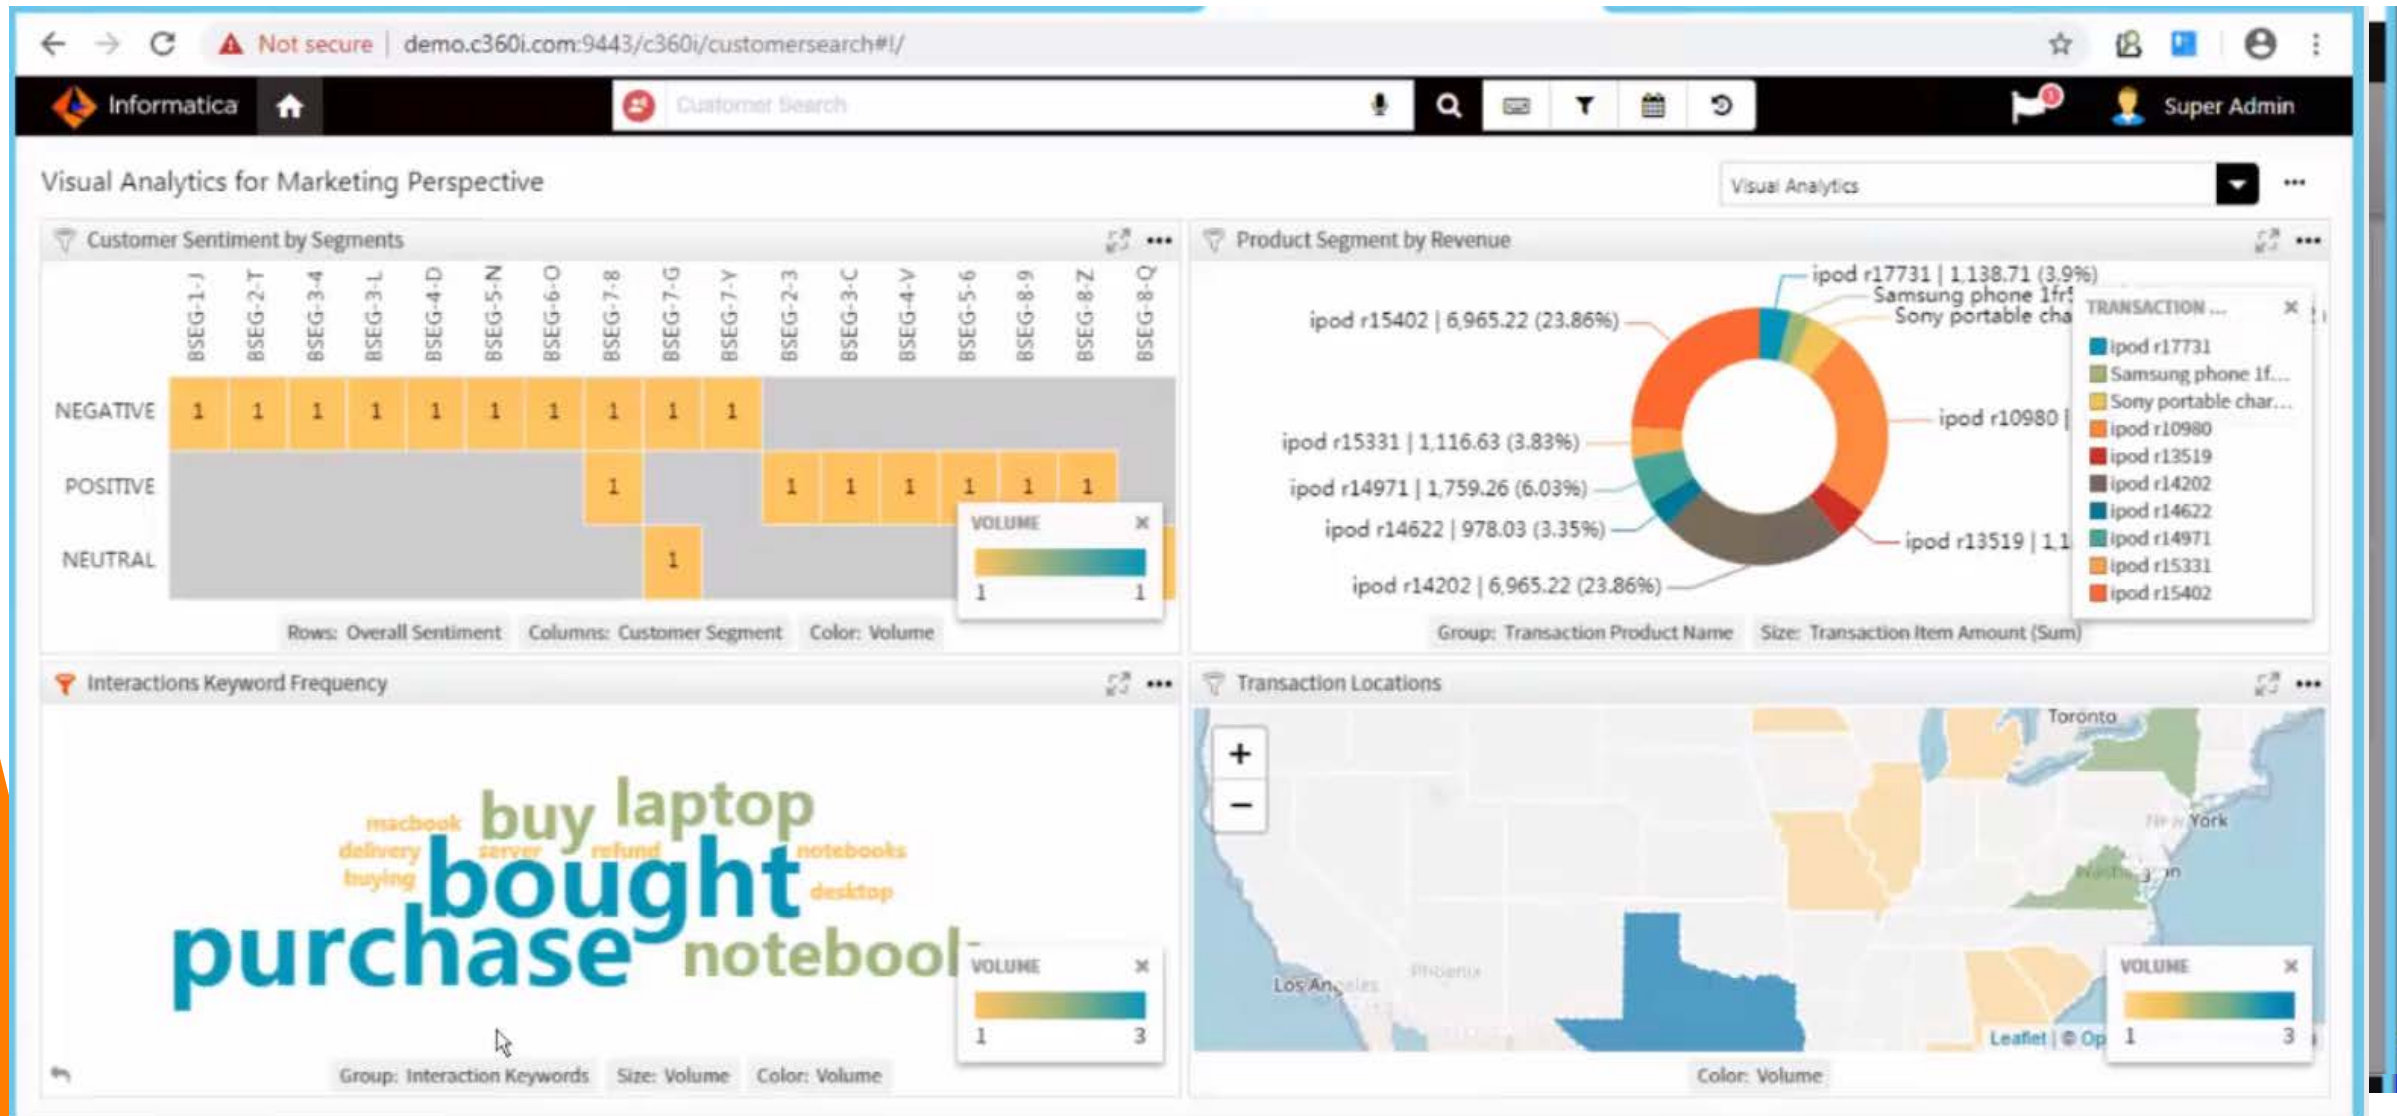 Not secure | demo.c360i.com:9443/c360i/customersearch#!/
Informatica
Customer Search
1
Super Admin
Visual Analytics for Marketing Perspective
Visual Analytics
Customer Sentiment by Segments
BSEG-1-J
BSEG-2-T
BSEG-3-4
BSEG-3-L
BSEG-4-D
BSEG-5-N
BSEG-6-O
BSEG-7-8
BSEG-7-G
BSEG-7-Y
BSEG-2-3
BSEG-3-C
BSEG-4-V
BSEG-5-6
BSEG-8-9
BSEG-8-Z
BSEG-8-Q
NEGATIVE 1 1 1 1 1 1 1 1 1 1
POSITIVE 1 1 1 1 1 1 1
NEUTRAL 1
VOLUME
1 1
Rows: Overall Sentiment Columns: Customer Segment Color: Volume
Product Segment by Revenue
ipod r17731 | 1,138.71 (3.9%)
Samsung phone 1fr
Sony portable cha
ipod r15402 | 6,965.22 (23.86%)
ipod r10980 |
ipod r15331 | 1,116.63 (3.83%)
ipod r14971 | 1,759.26 (6.03%)
ipod r14622 | 978.03 (3.35%)
ipod r13519 | 1,1
ipod r14202 | 6,965.22 (23.86%)
TRANSACTION ...
ipod r17731
Samsung phone 1f...
Sony portable char...
ipod r10980
ipod r13519
ipod r14202
ipod r14622
ipod r14971
ipod r15331
ipod r15402
Group: Transaction Product Name Size: Transaction Item Amount (Sum)
Interactions Keyword Frequency
buy laptop
macbook
delivery server refund notebooks
bought
buying desktop
purchase
notebook
VOLUME
1 3
Group: Interaction Keywords Size: Volume Color: Volume
Transaction Locations
+
−
Toronto
New York
Washington
Phoenix
Los Angeles
VOLUME
1 3
Leaflet | © Op
Color: Volume